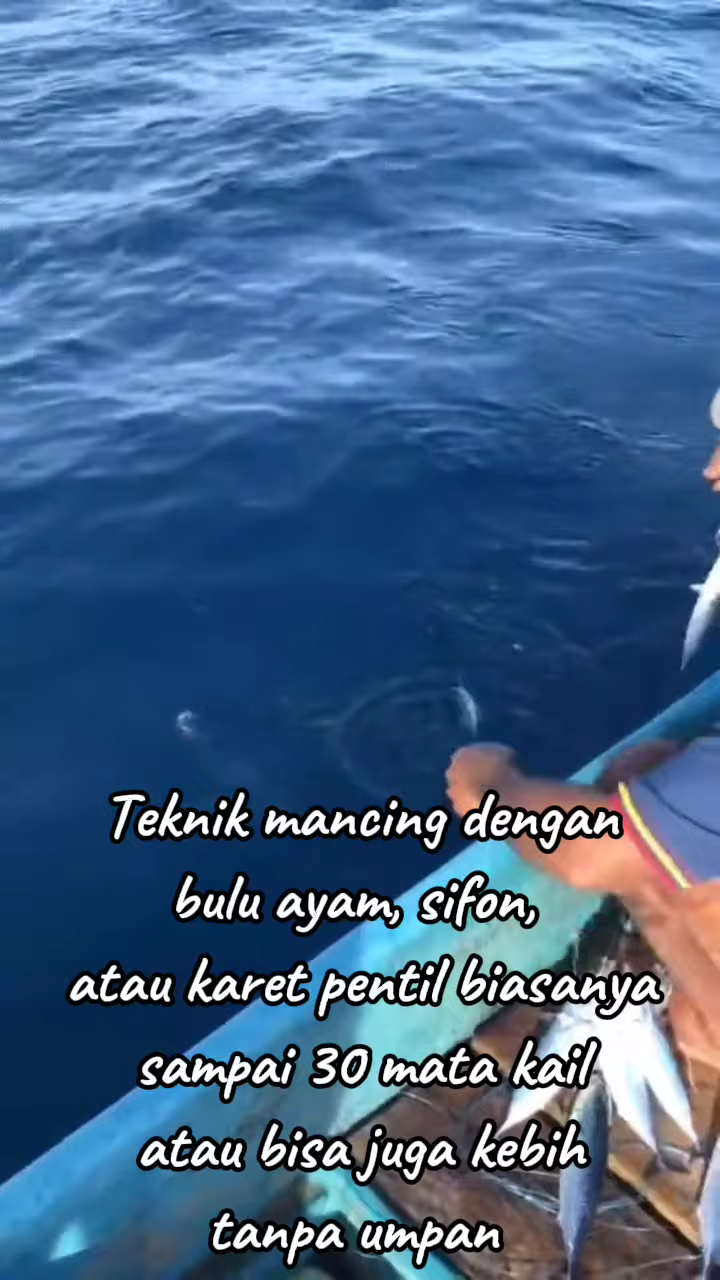 Teknik mancing dengan
bulu ayam, sifon,
atau karet pentil biasanya
sampai 30 mata kail
atau bisa juga kebih
tanpa umpan